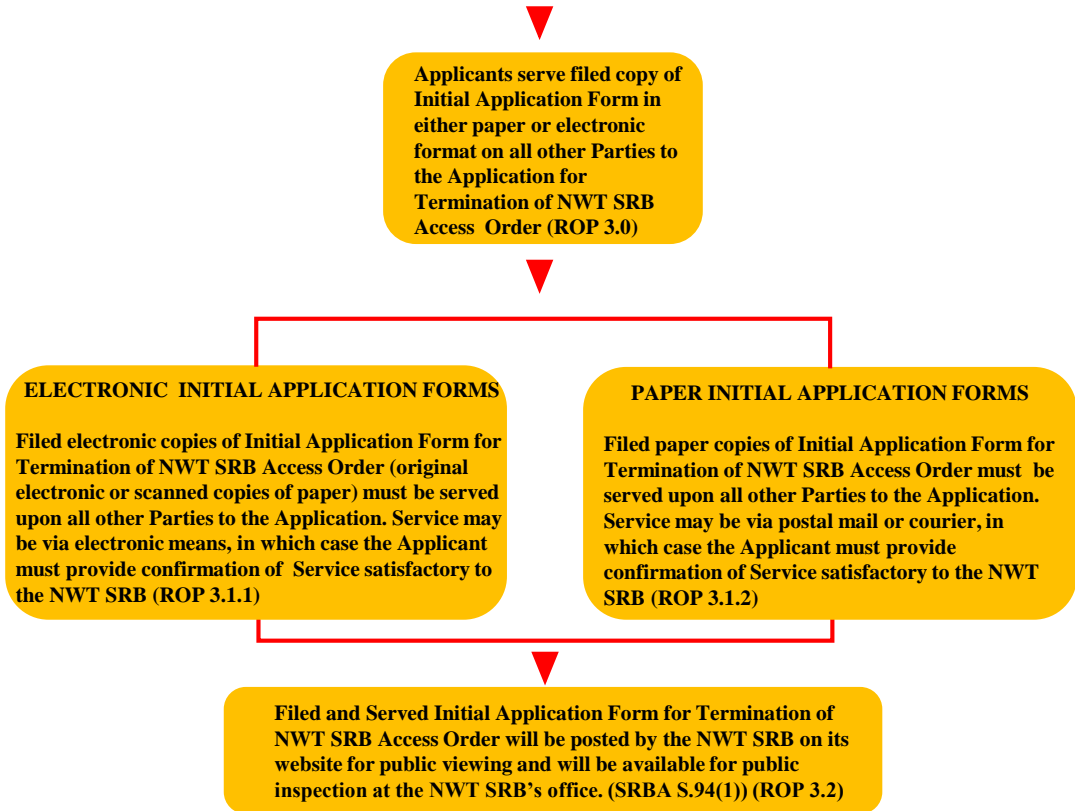 Applicants serve filed copy of
Initial Application Form in
either paper or electronic
format on all other Parties to
the Application for
Termination of NWT SRB
Access Order (ROP 3.0)
ELECTRONIC INITIAL APPLICATION FORMS
Filed electronic copies of Initial Application Form for
Termination of NWT SRB Access Order (original
electronic or scanned copies of paper) must be served
upon all other Parties to the Application. Service may
be via electronic means, in which case the Applicant
must provide confirmation of Service satisfactory to
the NWT SRB (ROP 3.1.1)
PAPER INITIAL APPLICATION FORMS
Filed paper copies of Initial Application Form for
Termination of NWT SRB Access Order must be
served upon all other Parties to the Application.
Service may be via postal mail or courier, in
which case the Applicant must provide
confirmation of Service satisfactory to the NWT
SRB (ROP 3.1.2)
Filed and Served Initial Application Form for Termination of
NWT SRB Access Order will be posted by the NWT SRB on its
website for public viewing and will be available for public
inspection at the NWT SRB's office. (SRBA S.94(1)) (ROP 3.2)